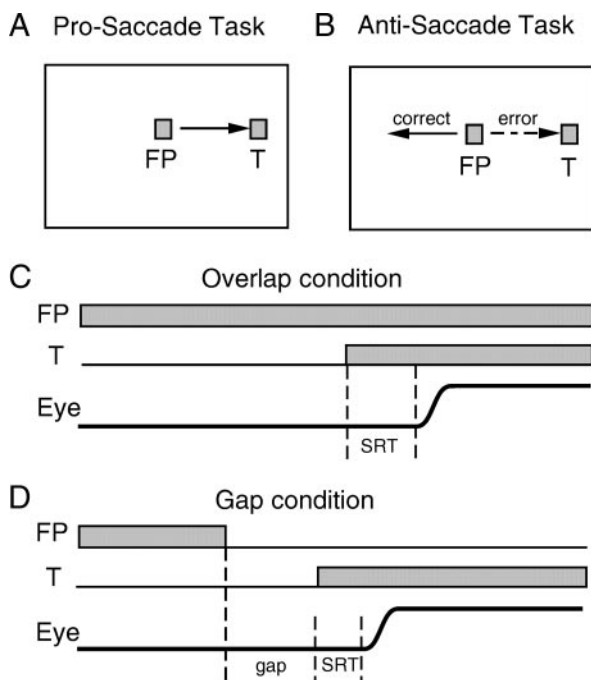 A Pro-Saccade Task
B Anti-Saccade Task
FP T
correct error
FP T
C Overlap condition
FP
T
Eye
SRT
D Gap condition
FP
T
Eye
gap SRT